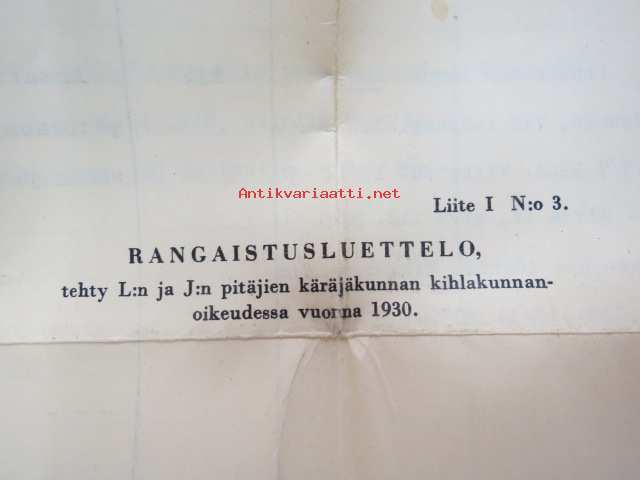 Antikvariaatti.net
Liite I N:o 3.
RANGAISTUSLUETTELO,
tehty L:n ja J:n pitäjien käräjäkunnan kihlakunnan-
oikeudessa vuonna 1930.